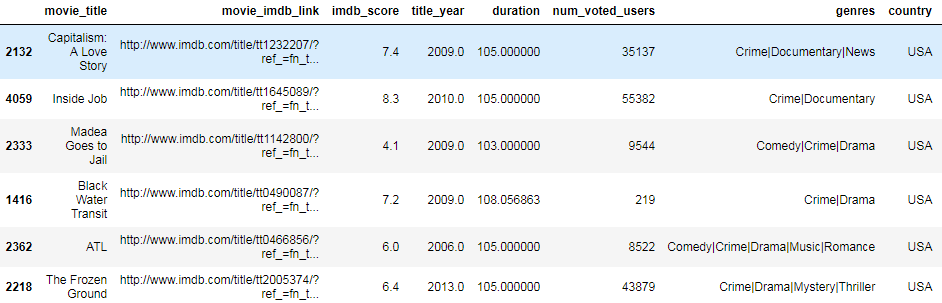 movie_title movie_imdb_link imdb_score title_year duration num_voted_users genres country
2132 Capitalism: A Love Story http://www.imdb.com/title/tt1232207/?ref_=fn_t... 7.4 2009.0 105.000000 35137 Crime|Documentary|News USA
4059 Inside Job http://www.imdb.com/title/tt1645089/?ref_=fn_t... 8.3 2010.0 105.000000 55382 Crime|Documentary USA
2333 Madea Goes to Jail http://www.imdb.com/title/tt1142800/?ref_=fn_t... 4.1 2009.0 103.000000 9544 Comedy|Crime|Drama USA
1416 Black Water Transit http://www.imdb.com/title/tt0490087/?ref_=fn_t... 7.2 2009.0 108.056863 219 Crime|Drama USA
2362 ATL http://www.imdb.com/title/tt0466856/?ref_=fn_t... 6.0 2006.0 105.000000 8522 Comedy|Crime|Drama|Music|Romance USA
2218 The Frozen Ground http://www.imdb.com/title/tt2005374/?ref_=fn_t... 6.4 2013.0 105.000000 43879 Crime|Drama|Mystery|Thriller USA